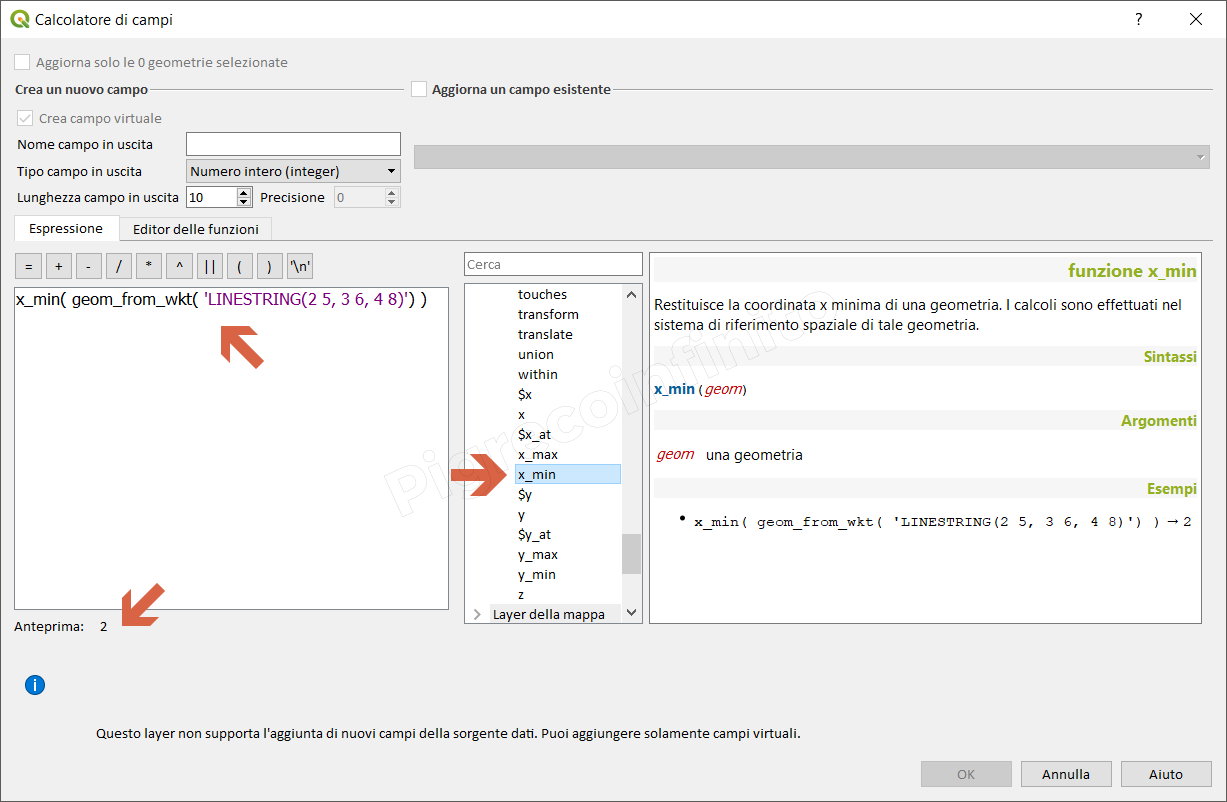 Calcolatore di campi
?
Aggiorna solo le 0 geometrie selezionate
Crea un nuovo campo
Aggiorna un campo esistente
Crea campo virtuale
Nome campo in uscita
Tipo campo in uscita Numero intero (integer)
Lunghezza campo in uscita 10 Precisione 0
Espressione Editor delle funzioni
= + - / * ^ || ( ) '\n'
x_min( geom_from_wkt( 'LINESTRING(2 5, 3 6, 4 8)') )
Anteprima: 2
Cerca
touches
transform
translate
union
within
$x
x
$x_at
x_max
x_min
$y
y
$y_at
y_max
y_min
z
Layer della mappa
funzione x_min
Restituisce la coordinata x minima di una geometria. I calcoli sono effettuati nel
sistema di riferimento spaziale di tale geometria.
Sintassi
x_min (geom)
Argomenti
geom una geometria
Esempi
• x_min( geom_from_wkt( 'LINESTRING(2 5, 3 6, 4 8)') ) → 2
Pigrecoinfinito
i
Questo layer non supporta l'aggiunta di nuovi campi della sorgente dati. Puoi aggiungere solamente campi virtuali.
OK Annulla Aiuto